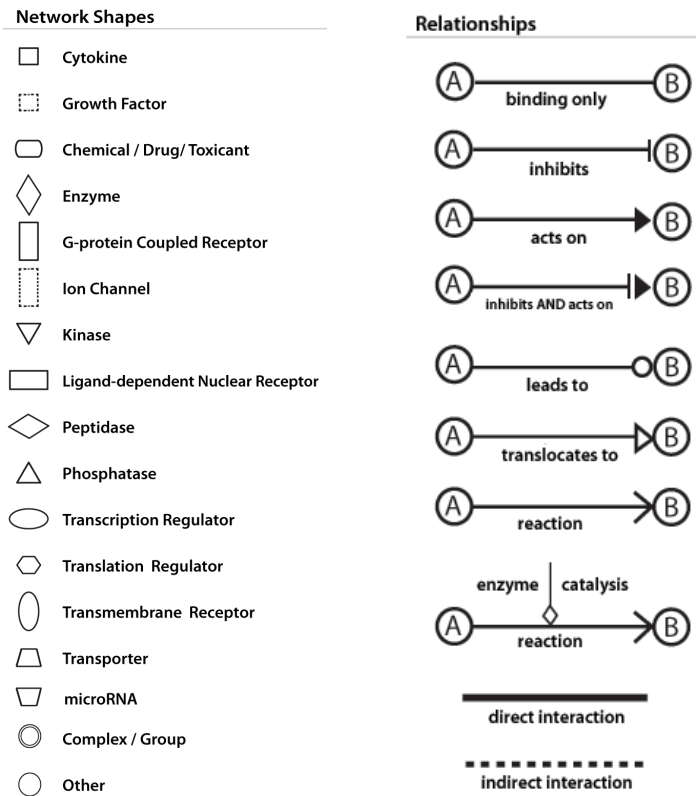 Network Shapes
Cytokine
Growth Factor
Chemical / Drug/ Toxicant
Enzyme
G-protein Coupled Receptor
Ion Channel
Kinase
Ligand-dependent Nuclear Receptor
Peptidase
Phosphatase
Transcription Regulator
Translation Regulator
Transmembrane Receptor
Transporter
microRNA
Complex / Group
Other
Relationships
A B
binding only
A B
inhibits
A B
acts on
A B
inhibits AND acts on
A B
leads to
A B
translocates to
A B
reaction
enzyme catalysis
A B
reaction
direct interaction
indirect interaction